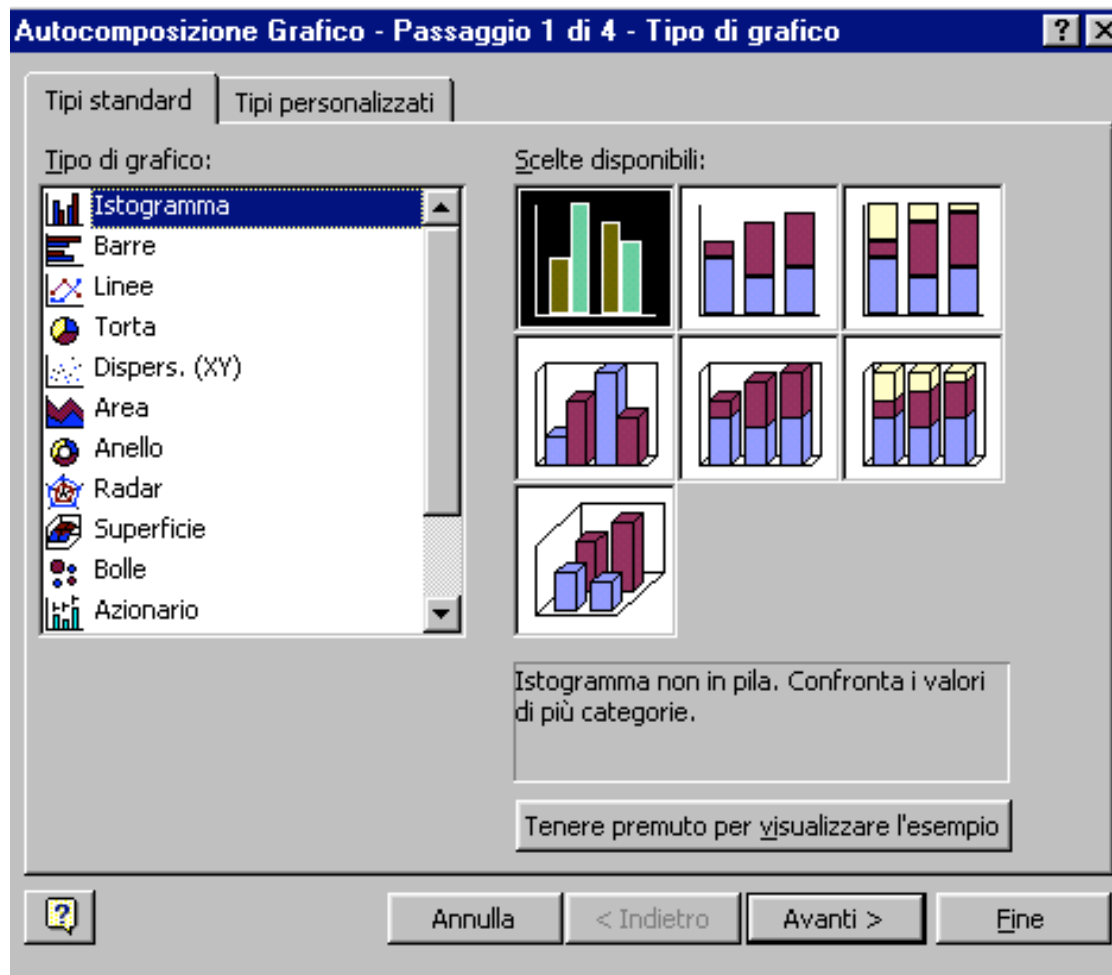 Autocomposizione Grafico - Passaggio 1 di 4 - Tipo di grafico
Tipi standard
Tipi personalizzati
Tipo di grafico:
Istogramma
Barre
Linee
Torta
Dispers. (XY)
Area
Anello
Radar
Superficie
Bolle
Azionario
Scelte disponibili:
Istogramma non in pila. Confronta i valori
di più categorie.
Tenere premuto per visualizzare l'esempio
Annulla
< Indietro
Avanti >
Fine